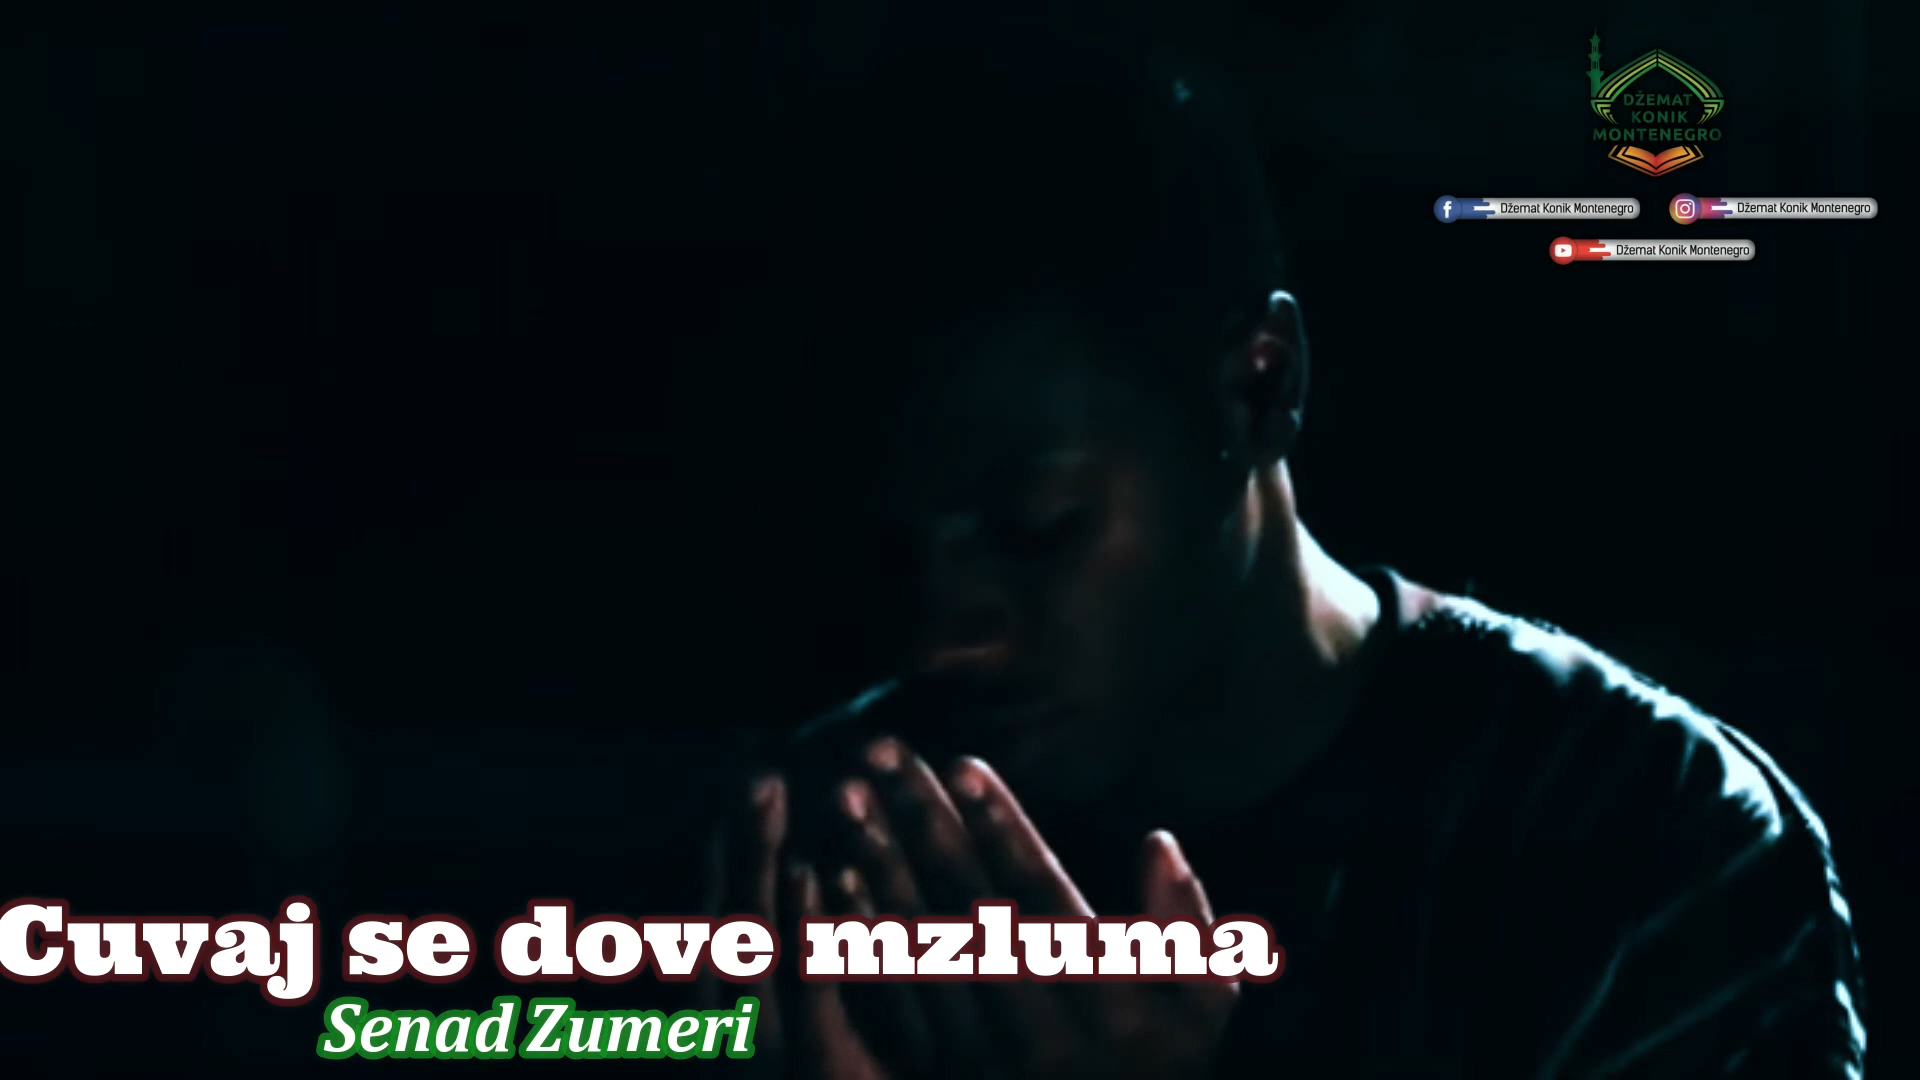 DŽEMAT
KONIK
MONTENEGRO
Džemat Konik Montenegro
Džemat Konik Montenegro
Džemat Konik Montenegro
Cuvaj se dove mzluma
Senad Zumeri